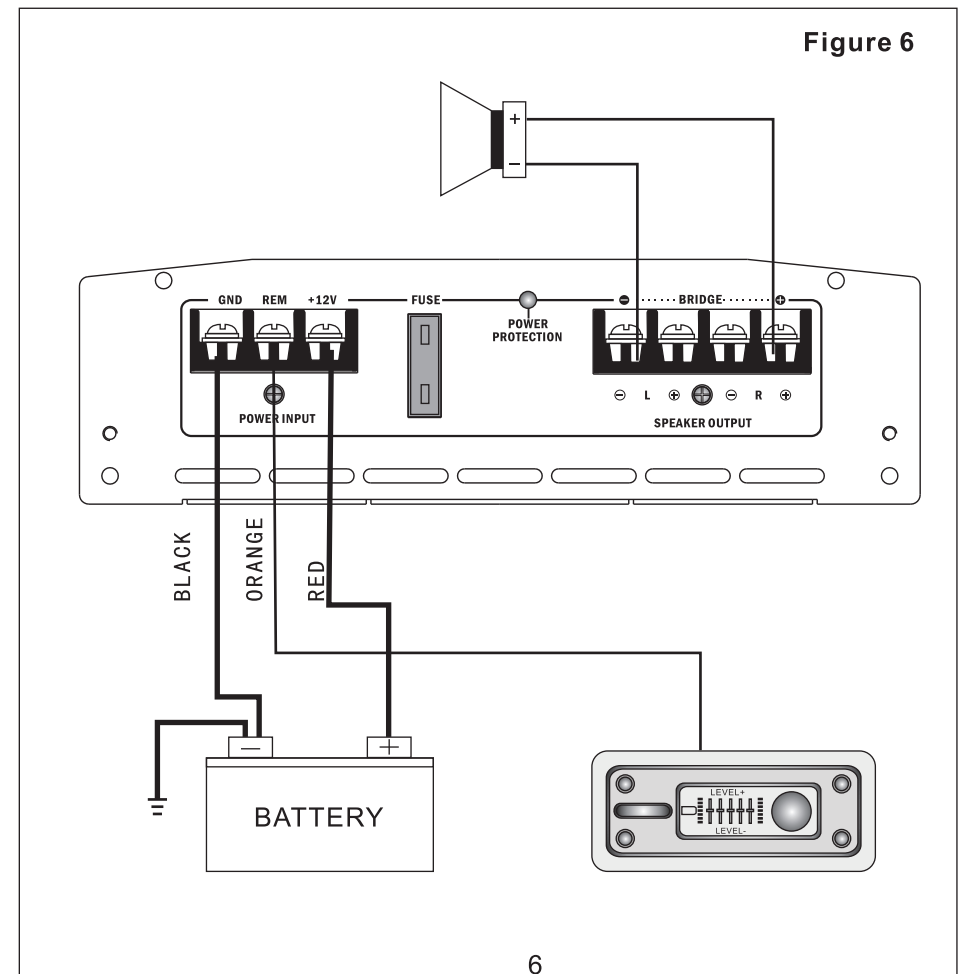 Figure 6
+
−
GND REM +12V FUSE ⊖ BRIDGE ⊕
POWER
PROTECTION
⊖ L ⊕ ⊖ R ⊕
POWER INPUT
SPEAKER OUTPUT
BLACK
ORANGE
RED
− +
BATTERY
LEVEL+
LEVEL-
6